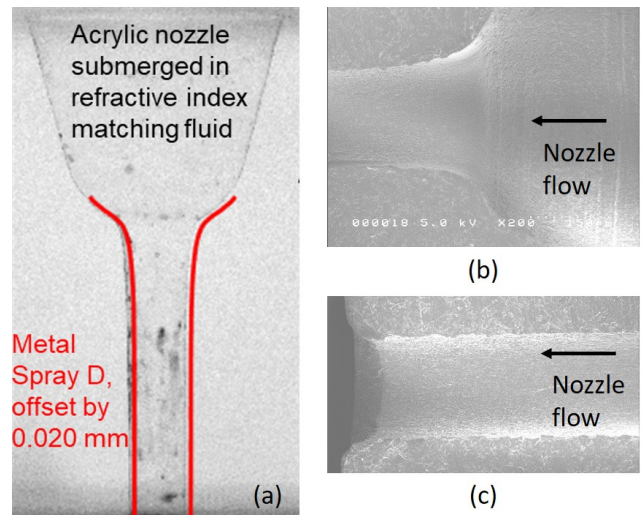 Acrylic nozzle
submerged in
refractive index
matching fluid
Metal
Spray D,
offset by
0.020 mm
(a)
Nozzle
flow
000018 5.0 kV X200
(b)
Nozzle
flow
(c)